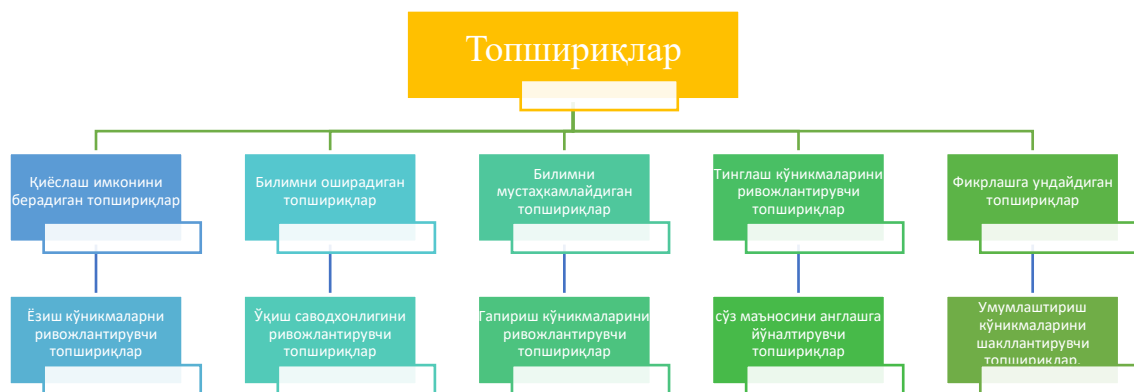 Топшириқлар
Қиёслаш имконини
берадиган топшириқлар
Билимни оширадиган
топшириқлар
Билимни
мустаҳкамлайдиган
топшириқлар
Тинглаш кўникмаларини
ривожлантирувчи
топшириқлар
Фикрлашга ундайдиган
топшириқлар
Ёзиш кўникмаларни
ривожлантирувчи
топшириқлар
Ўқиш саводхонлигини
ривожлантирувчи
топшириқлар
Гапириш кўникмаларини
ривожлантирувчи
топшириқлар
сўз маъносини англашга
йўналтирувчи
топшириқлар
Умумлаштириш
кўникмаларини
шакллантирувчи
топшириқлар.